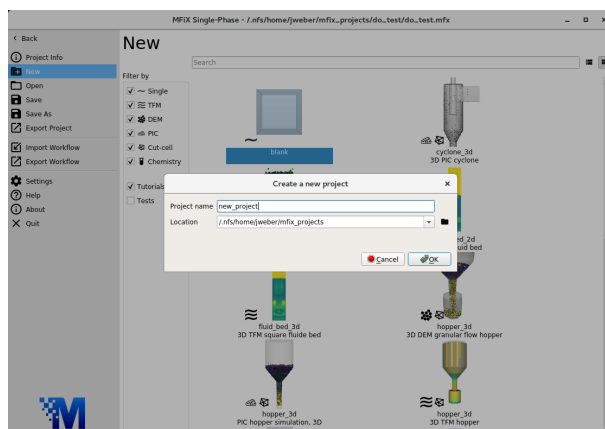 MFiX Single-Phase - /.nfs/home/jweber/mfix_projects/do_test/do_test.mfx
Back
Project Info
New
Open
Save
Save As
Export Project
Import Workflow
Export Workflow
Settings
Help
About
Quit
New
Search
Filter by
Single
TFM
DEM
PIC
Cut-cell
Chemistry
Tutorials
Tests
blank
cyclone_3d
3D PIC cyclone
Create a new project
Project name new_project
Location /.nfs/home/jweber/mfix_projects
Cancel OK
ed_2d
uid bed
fluid_bed_3d
3D TFM square fluide bed
hopper_3d
3D DEM granular flow hopper
hopper_3d
PIC hopper simulation, 3D
hopper_3d
3D TFM hopper
M